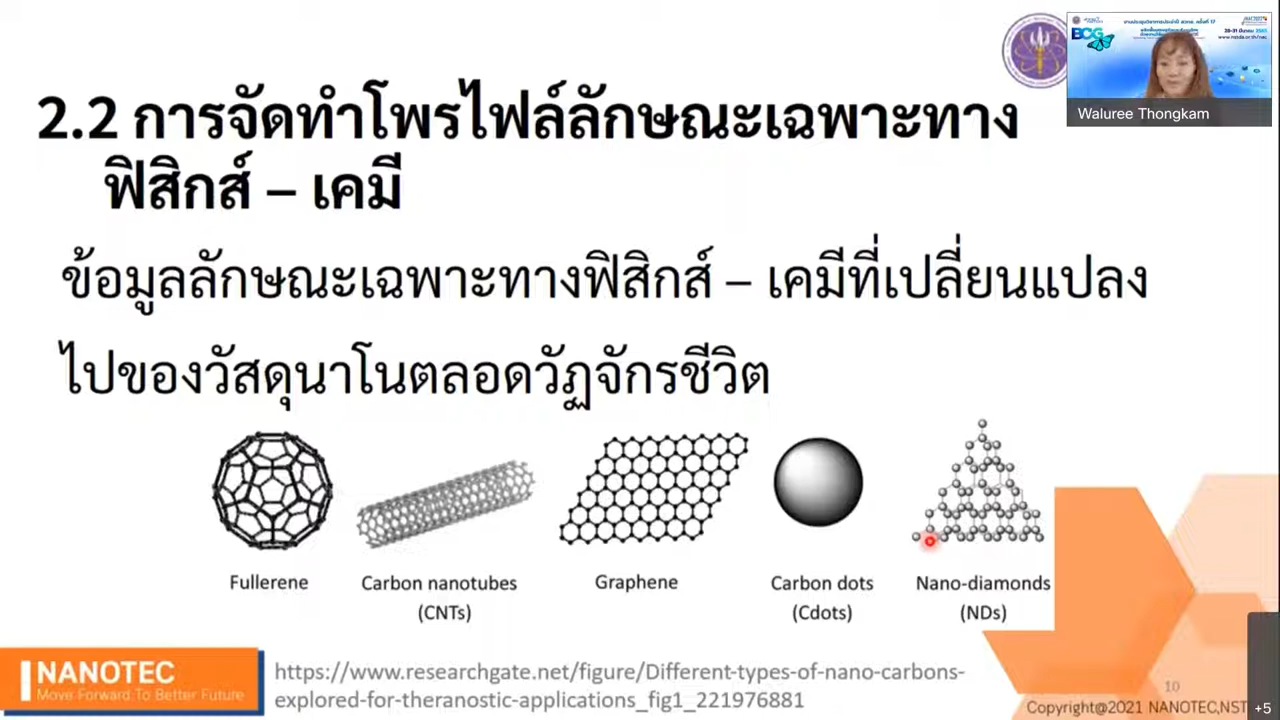 2.2 การจัดทำโพรไฟล์ลักษณะเฉพาะทาง
ฟิสิกส์ – เคมี
ข้อมูลลักษณะเฉพาะทางฟิสิกส์ – เคมีที่เปลี่ยนแปลง
ไปของวัสดุนาโนตลอดวัฏจักรชีวิต
Fullerene
Carbon nanotubes
(CNTs)
Graphene
Carbon dots
(Cdots)
Nano-diamonds
(NDs)
NANOTEC
Move Forward To Better Future
https://www.researchgate.net/figure/Different-types-of-nano-carbons-
explored-for-theranostic-applications_fig1_221976881
10
Copyright@2021 NANOTEC,NST
+5
BCG
Waluree Thongkam